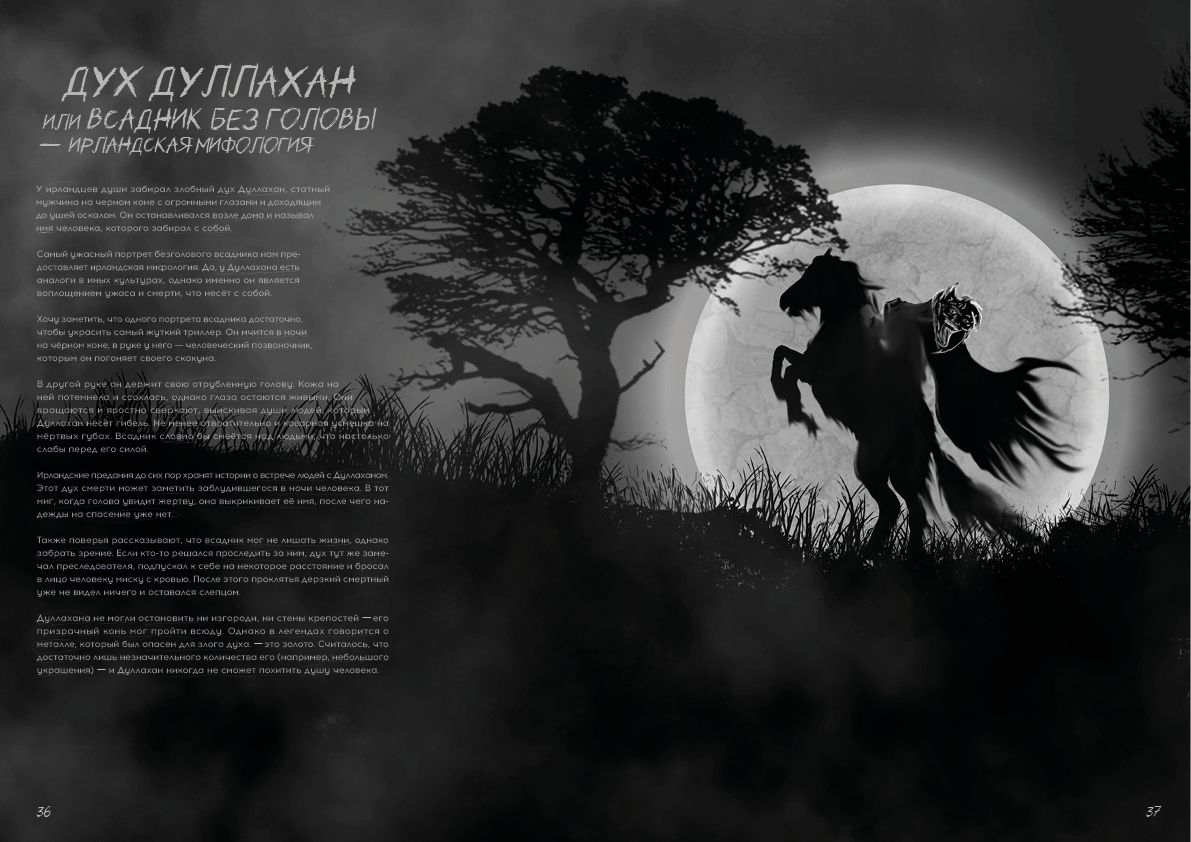 ДУХ ДУЛЛАХАН
ИЛИ ВСАДНИК БЕЗ ГОЛОВЫ
— ИРЛАНДСКАЯ МИФОЛОГИЯ
У ирландцев души забирал злобный дух Дуллахан, статный
мужчина на черном коне с огромными глазами и доходящим
до ушей оскалом. Он останавливался возле дома и называл
имя человека, которого забирал с собой.
Самый ужасный портрет безголового всадника нам пре-
доставляет ирландская мифология. Да, у Дуллахана есть
аналоги в иных культурах, однако именно он является
воплощением ужаса и смерти, что несёт с собой.
Хочу заметить, что одного портрета всадника достаточно,
чтобы украсить самый жуткий триллер. Он мчится в ночи
на чёрном коне, в руке у него — человеческий позвоночник,
которым он погоняет своего скакуна.
В другой руке он держит свою отрубленную голову. Кожа на
ней потемнела и ссохлась, однако глаза остаются живыми. Они
вращаются и яростно сверкают, выискивая души людей, которым
Дуллахан несёт гибель. Не менее отвратительно и коварная усмешка на
мёртвых губах. Всадник словно бы смеётся над людьми, что настолько
слабы перед его силой.
Ирландские предания до сих пор хранят истории о встрече людей с Дуллаханом.
Этот дух смерти может заметить заблудившегося в ночи человека. В тот
миг, когда голова увидит жертву, она выкрикивает её имя, после чего на-
дежды на спасение уже нет.
Также поверья рассказывают, что всадник мог не лишать жизни, однако
забрать зрение. Если кто-то решался проследить за ним, дух тут же заме-
чал преследователя, подпускал к себе на некоторое расстояние и бросал
в лицо человеку миску с кровью. После этого проклятья дерзкий смертный
уже не видел ничего и оставался слепцом.
Дуллахана не могли остановить ни изгороди, ни стены крепостей — его
призрачный конь мог пройти всюду. Однако в легендах говорится о
металле, который был опасен для злого духа. — это золото. Считалось, что
достаточно лишь незначительного количества его (например, небольшого
украшения) — и Дуллахан никогда не сможет похитить душу человека.
36
37